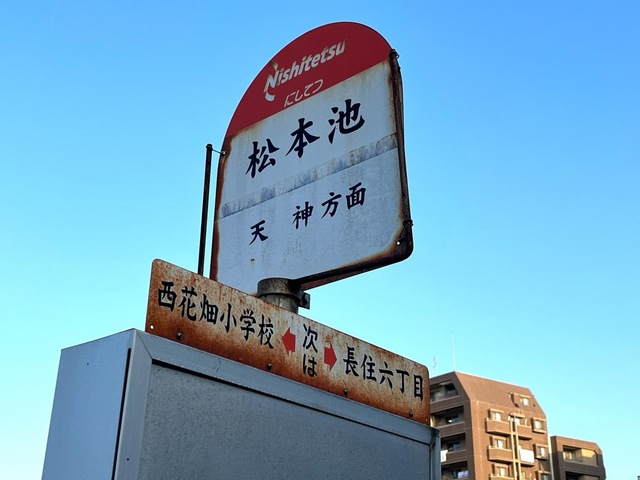 Nishitetsu
にしてつ
松本池
天神方面
西花畑小学校 ← 次は → 長住六丁目